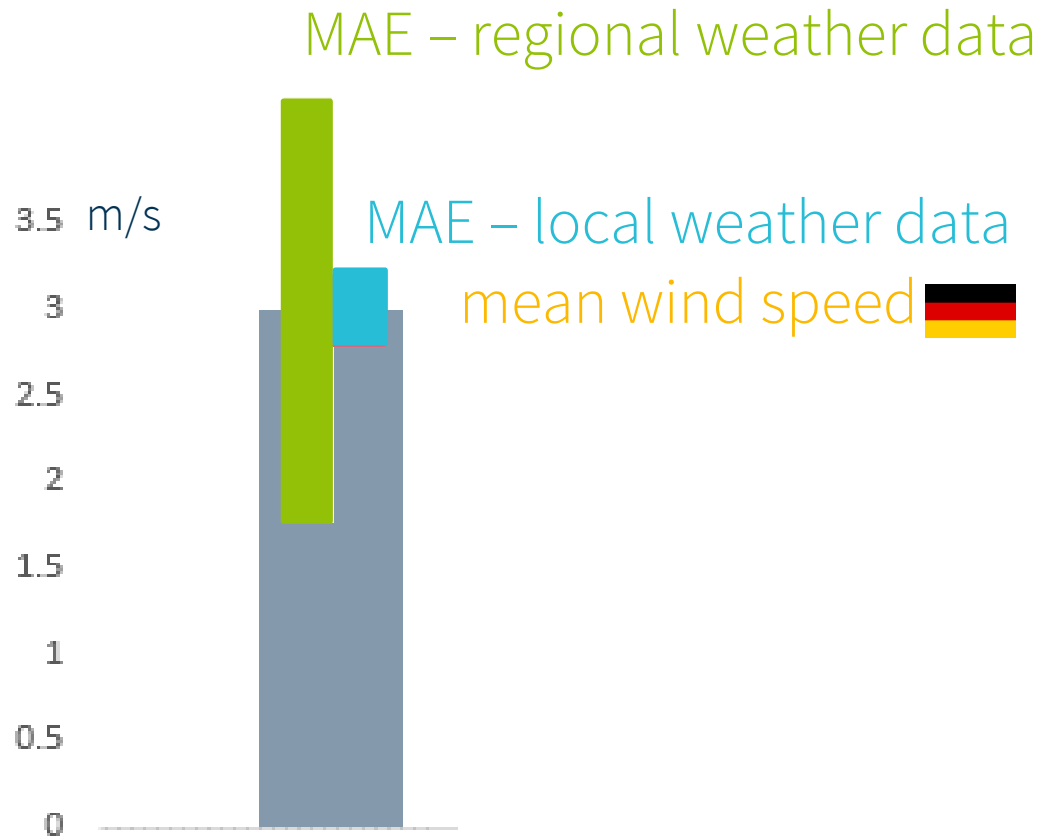 MAE – regional weather data
3.5 m/s
MAE – local weather data
3
mean wind speed
2.5
2
1.5
1
0.5
0